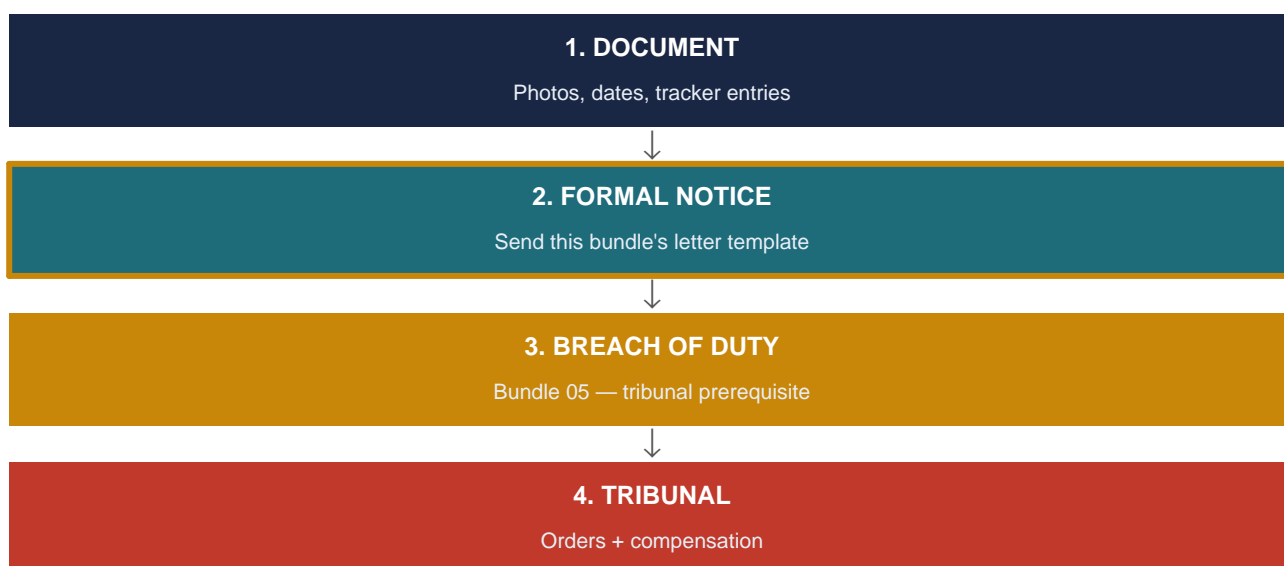 1. DOCUMENT
Photos, dates, tracker entries
2. FORMAL NOTICE
Send this bundle's letter template
3. BREACH OF DUTY
Bundle 05 — tribunal prerequisite
4. TRIBUNAL
Orders + compensation